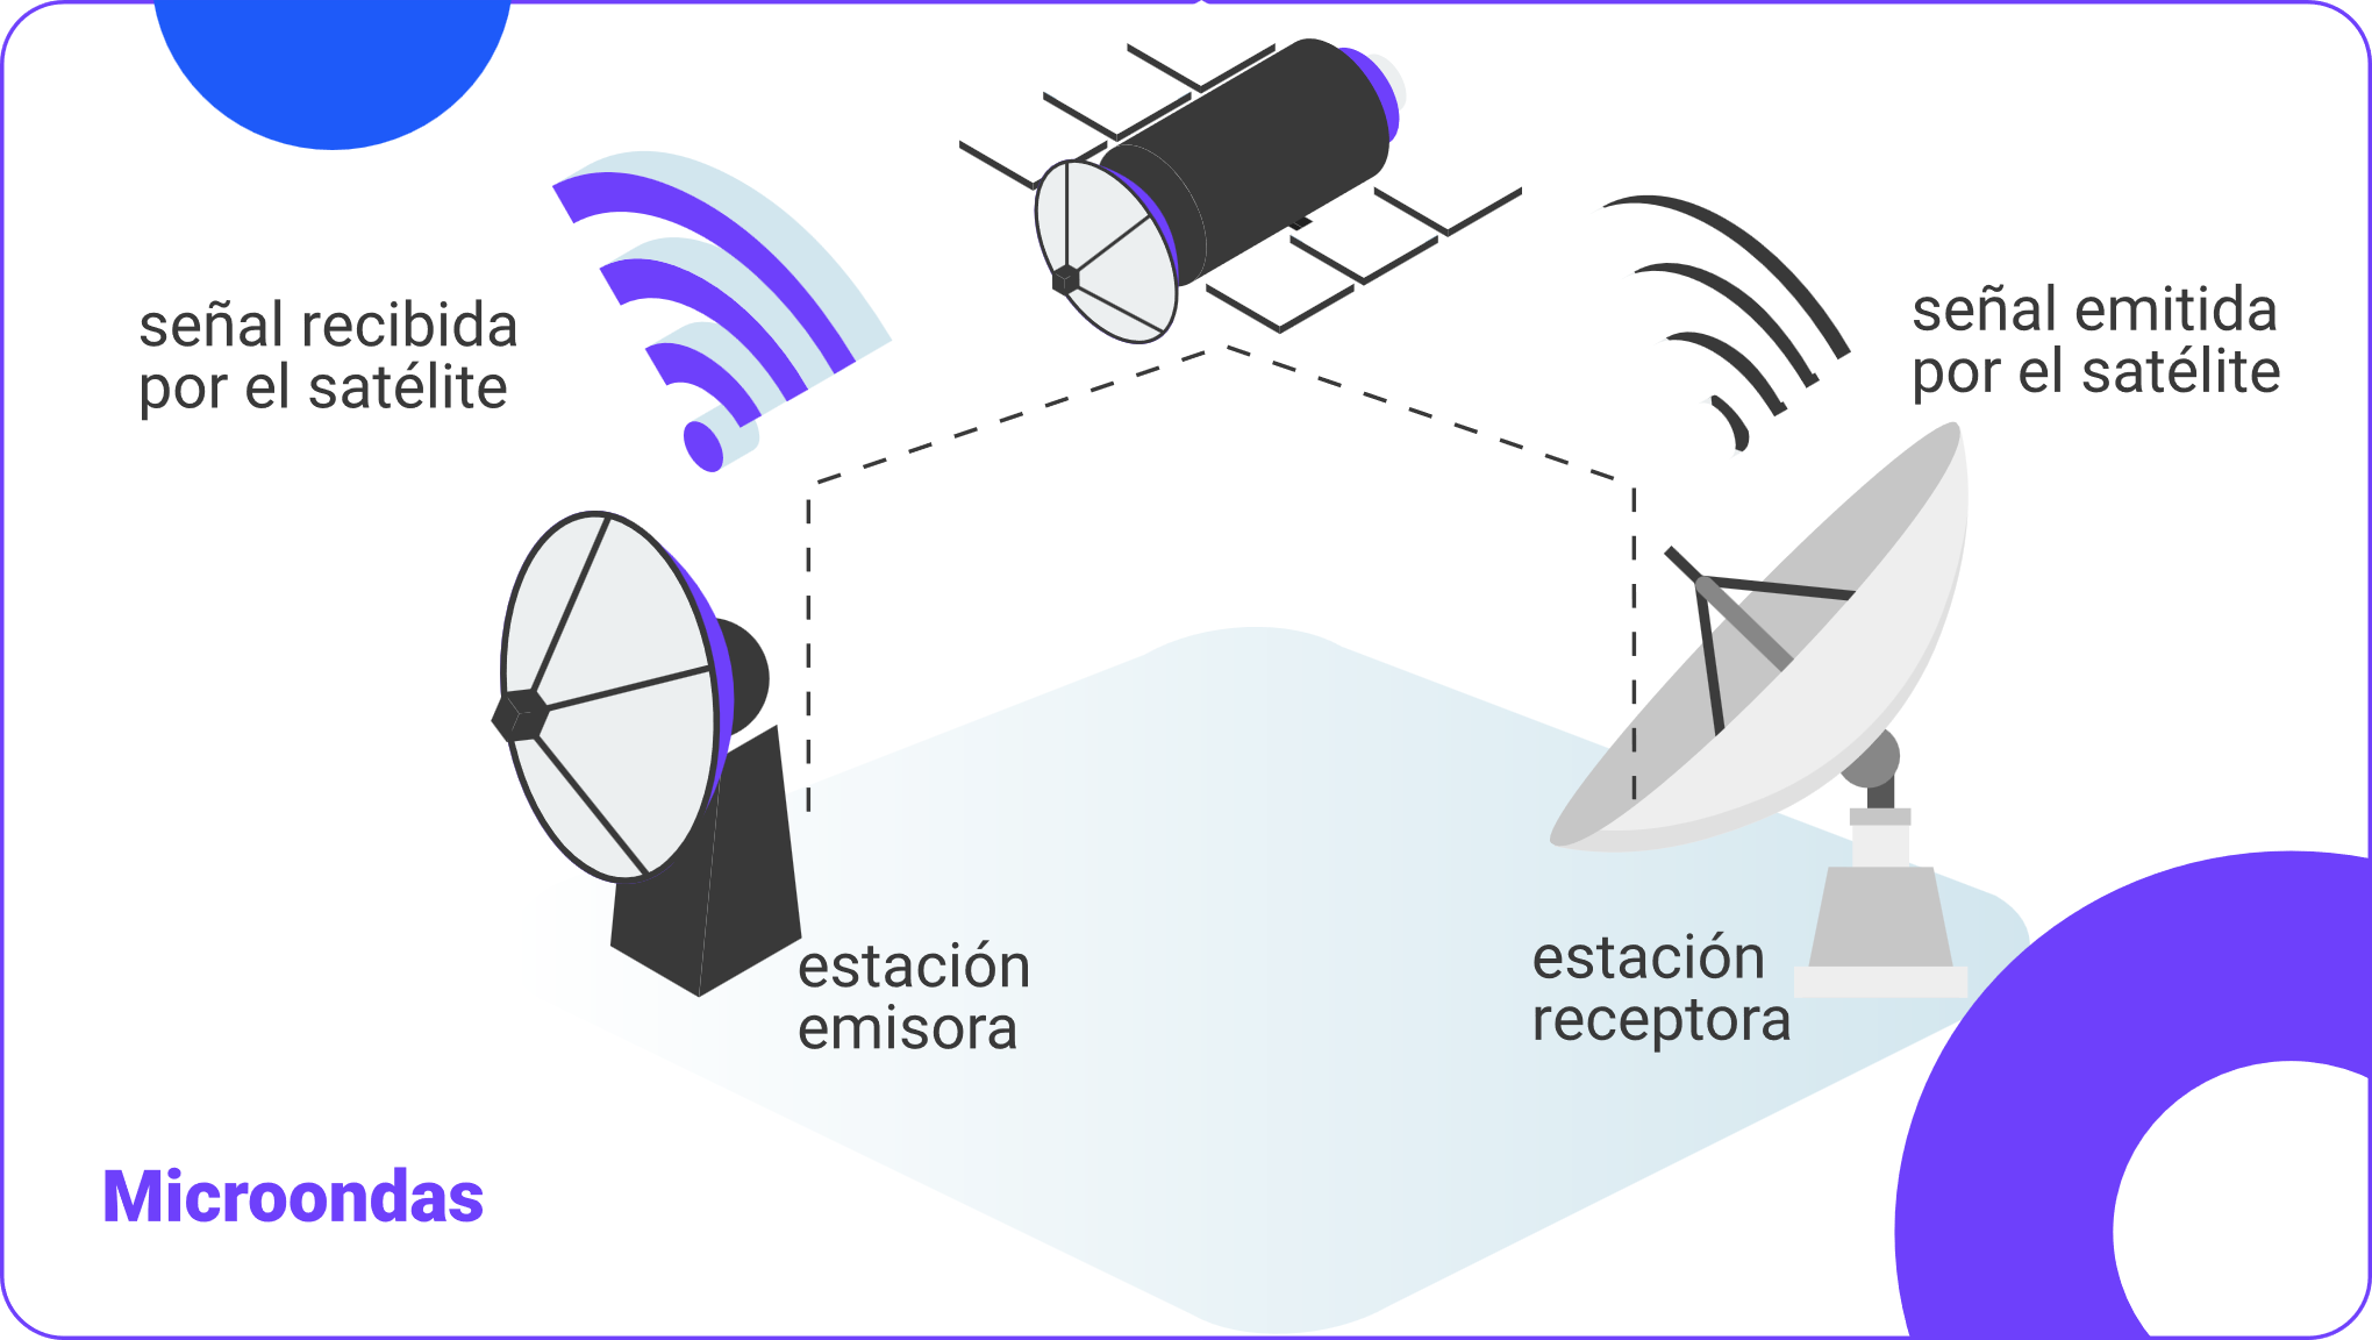 señal recibida
por el satélite
señal emitida
por el satélite
estación
emisora
estación
receptora
Microondas